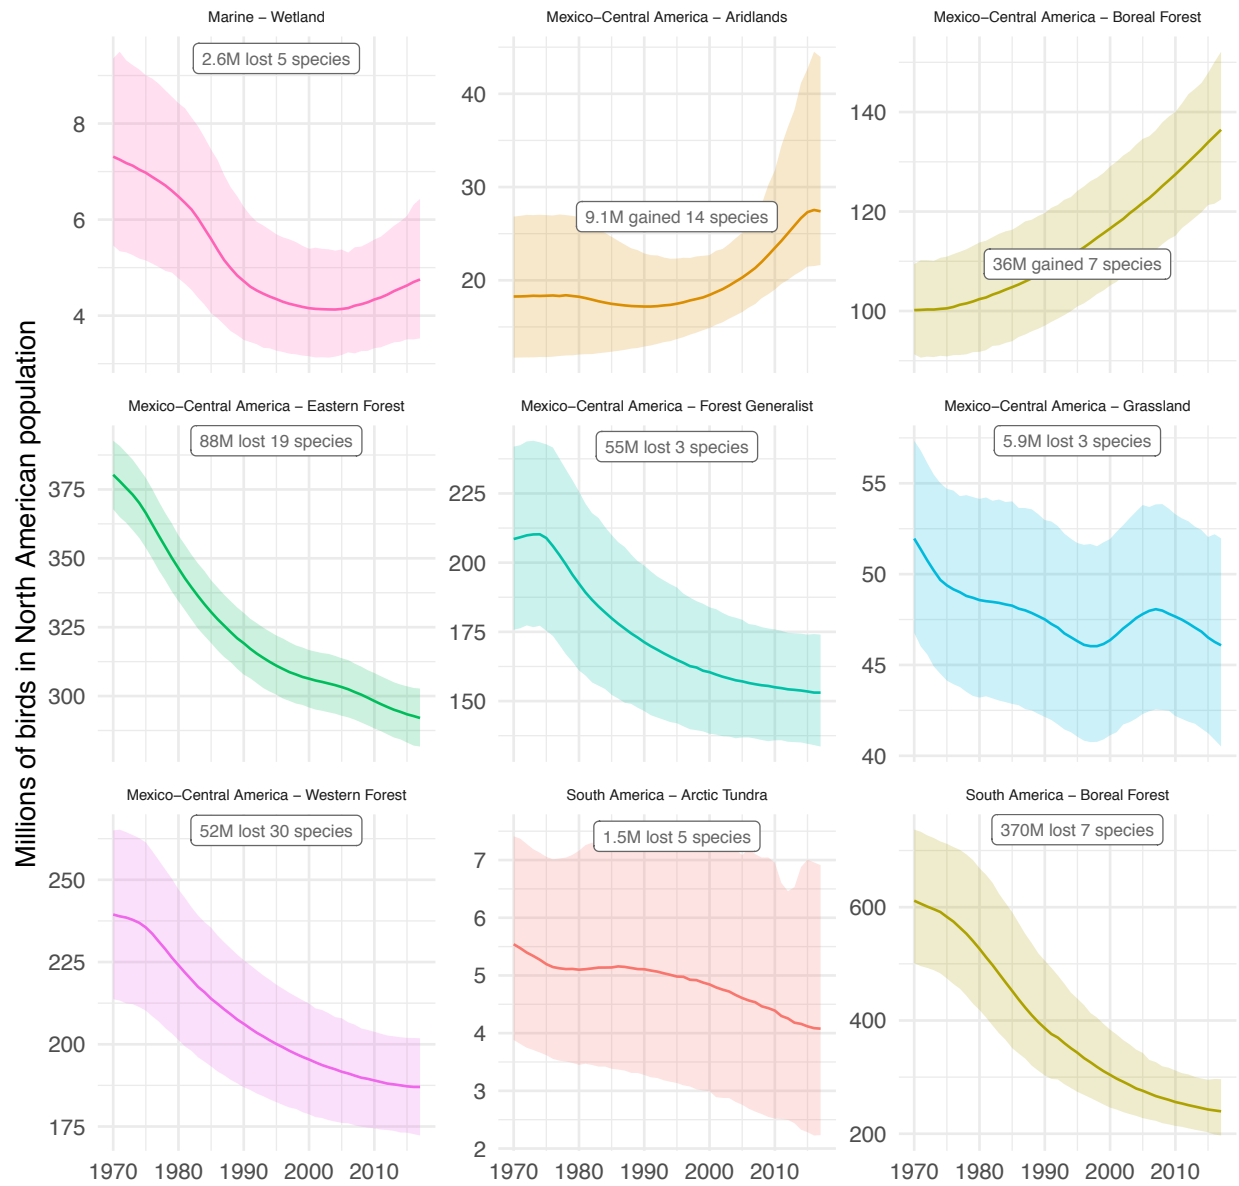 Marine − Wetland
Mexico−Central America − Aridlands
Mexico−Central America − Boreal Forest
2.6M lost 5 species
9.1M gained 14 species
36M gained 7 species
8
6
4
40
30
20
140
120
100
Millions of birds in North American population
Mexico−Central America − Eastern Forest
Mexico−Central America − Forest Generalist
Mexico−Central America − Grassland
88M lost 19 species
55M lost 3 species
5.9M lost 3 species
375
350
325
300
225
200
175
150
55
50
45
40
Mexico−Central America − Western Forest
South America − Arctic Tundra
South America − Boreal Forest
52M lost 30 species
1.5M lost 5 species
370M lost 7 species
250
225
200
175
7
6
5
4
3
2
600
400
200
1970 1980 1990 2000 2010
1970 1980 1990 2000 2010
1970 1980 1990 2000 2010